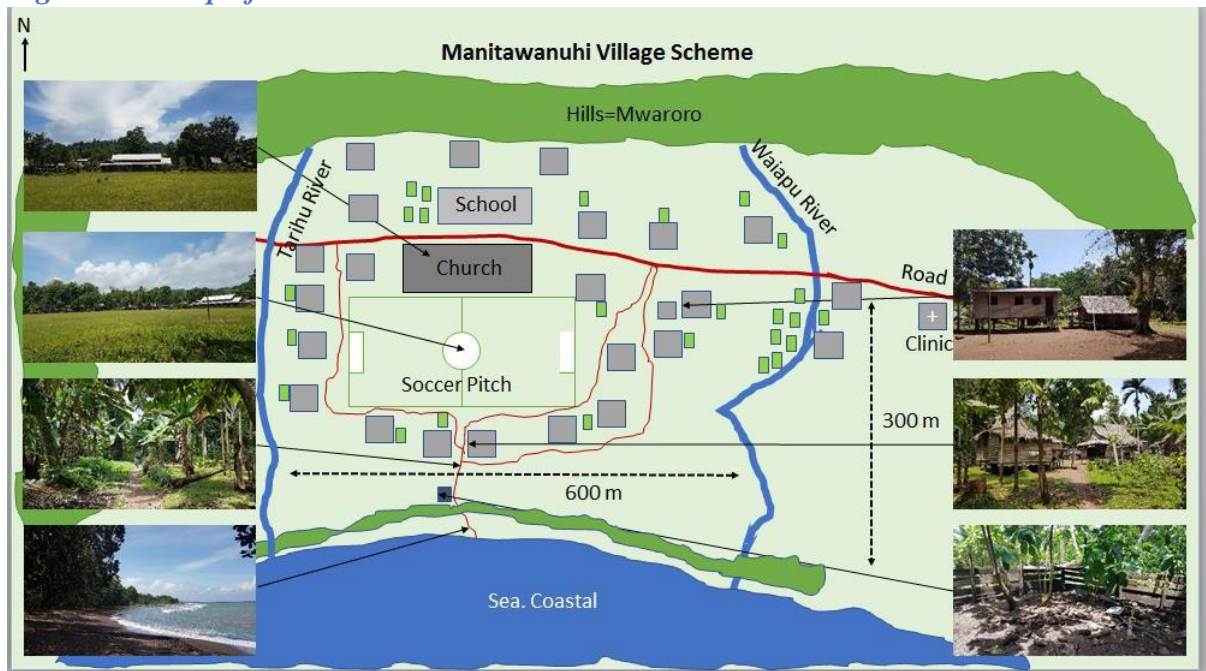 N
Manitawanuhi Village Scheme
Hills=Mwaroro
Tarihu River
Waiapu River
School
Church
Road
Clinic
Soccer Pitch
300 m
600 m
Sea. Coastal